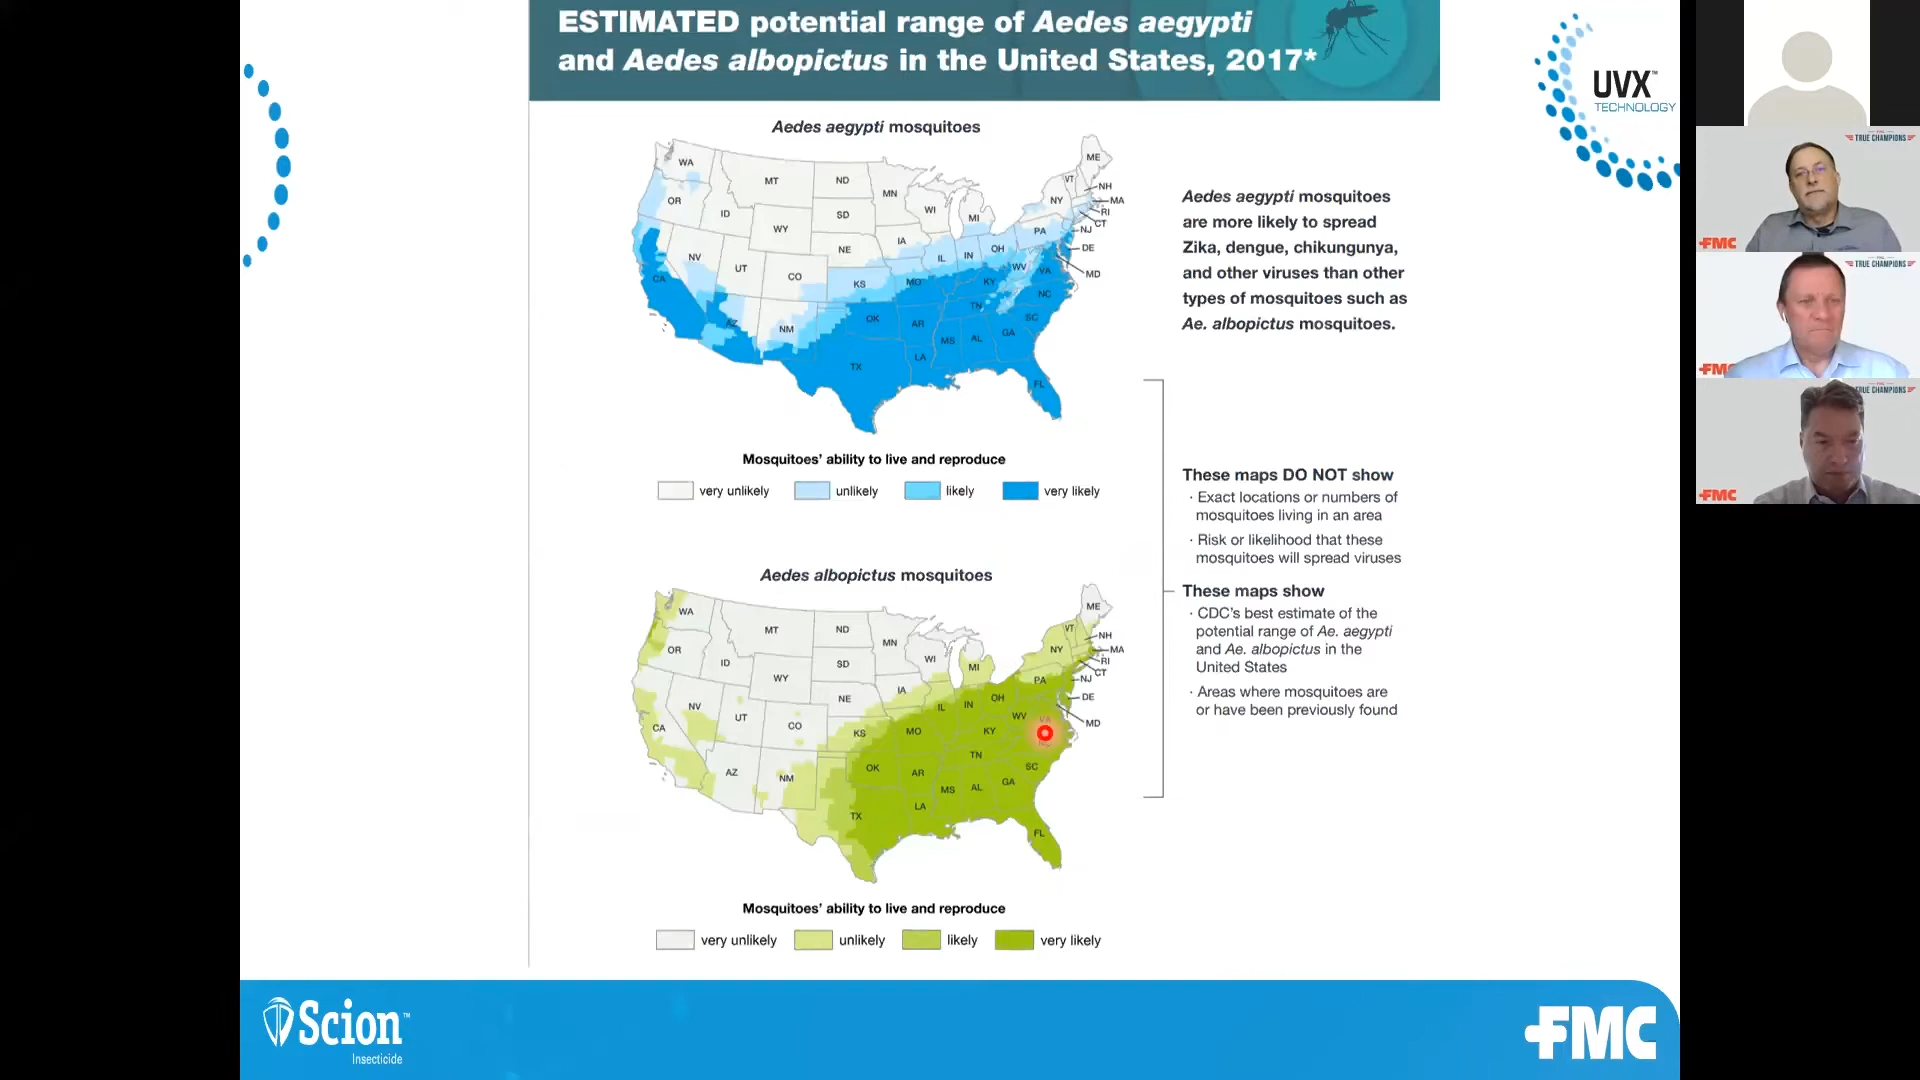 ESTIMATED potential range of Aedes aegypti
and Aedes albopictus in the United States, 2017*
UVX™
TECHNOLOGY
Aedes aegypti mosquitoes
WA
MT
ND
MN
ME
VT
NH
MA
RI
CT
NY
OR
ID
SD
WI
MI
WY
IA
PA
NJ
DE
MD
NV
UT
CO
NE
IL
IN
OH
WV
VA
CA
KS
MO
KY
NC
TN
AZ
NM
OK
AR
SC
GA
MS
AL
LA
TX
FL
Aedes aegypti mosquitoes
are more likely to spread
Zika, dengue, chikungunya,
and other viruses than other
types of mosquitoes such as
Ae. albopictus mosquitoes.
Mosquitoes' ability to live and reproduce
very unlikely
unlikely
likely
very likely
These maps DO NOT show
· Exact locations or numbers of
mosquitoes living in an area
· Risk or likelihood that these
mosquitoes will spread viruses
These maps show
· CDC's best estimate of the
potential range of Ae. aegypti
and Ae. albopictus in the
United States
· Areas where mosquitoes are
or have been previously found
Aedes albopictus mosquitoes
WA
MT
ND
MN
ME
VT
NH
MA
RI
CT
NY
OR
ID
SD
WI
MI
WY
IA
PA
NJ
DE
MD
NV
UT
CO
NE
IL
IN
OH
WV
VA
CA
KS
MO
KY
TN
AZ
NM
OK
AR
SC
GA
MS
AL
LA
TX
FL
Mosquitoes' ability to live and reproduce
very unlikely
unlikely
likely
very likely
Scion™
Insecticide
FMC
TRUE CHAMPIONS
FMC
TRUE CHAMPIONS
FMC
TRUE CHAMPIONS
FMC